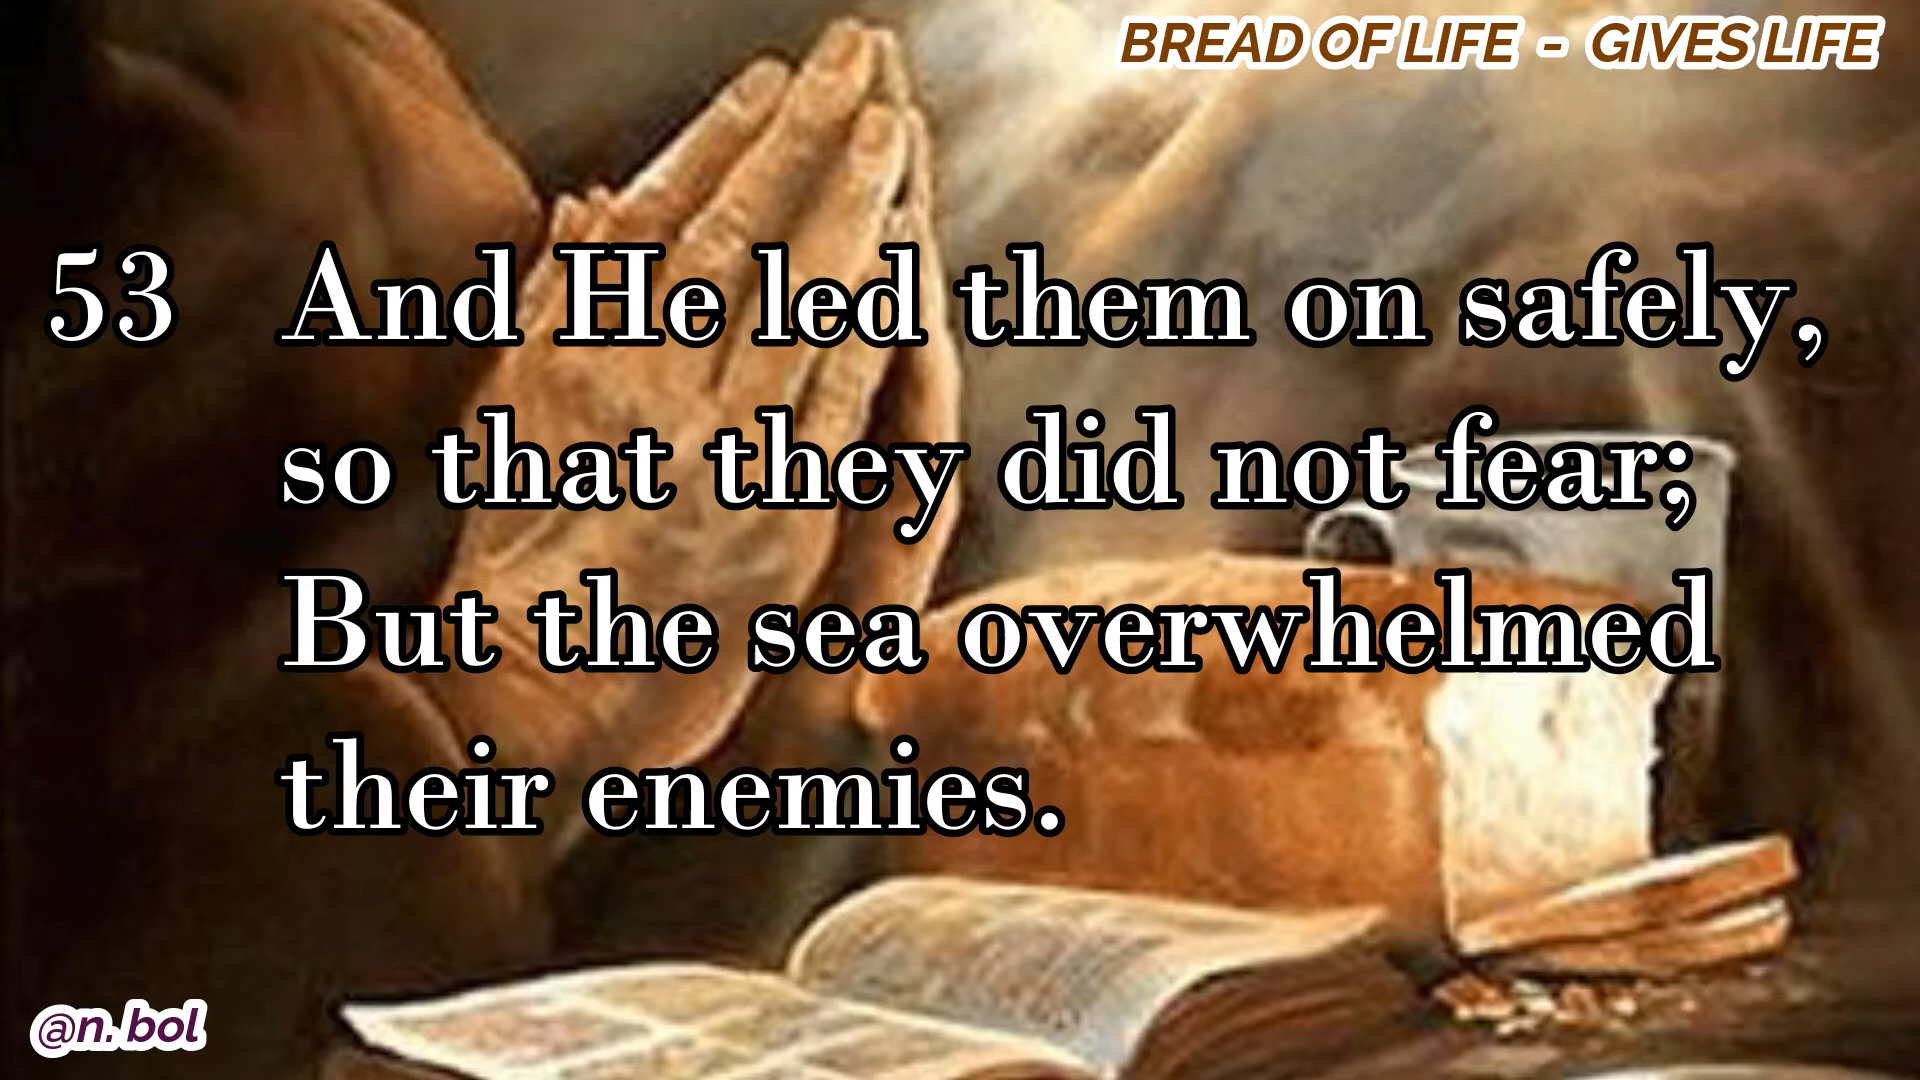 BREAD OF LIFE - GIVES LIFE
53 And He led them on safely,
so that they did not fear;
But the sea overwhelmed
their enemies.
@n. bol